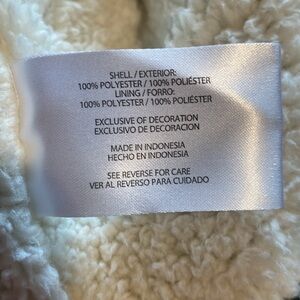 SHELL / EXTERIOR:
100% POLYESTER / 100% POLIÉSTER
LINING / FORRO:
100% POLYESTER / 100% POLIÉSTER
EXCLUSIVE OF DECORATION
EXCLUSIVO DE DECORACION
MADE IN INDONESIA
HECHO EN INDONESIA
SEE REVERSE FOR CARE
VER AL REVERSO PARA CUIDADO